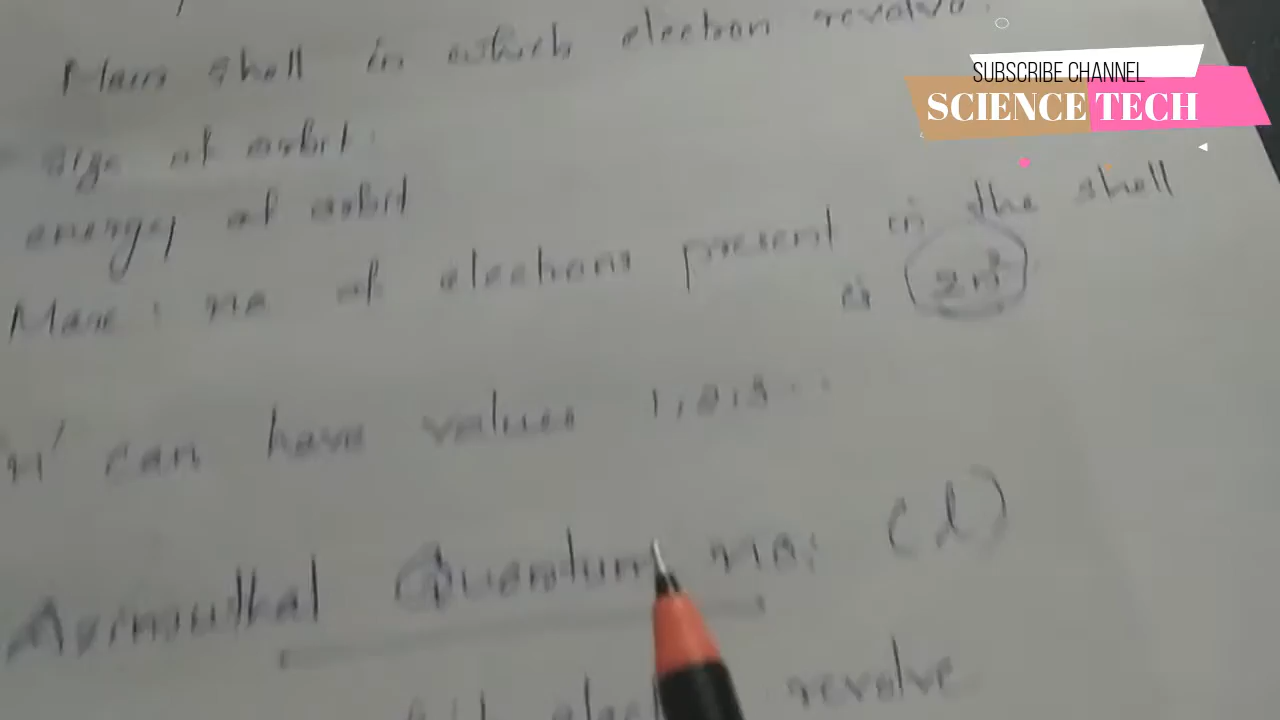 Main shell in which electron revolve.
SUBSCRIBE CHANNEL
SCIENCE TECH
size of orbit.
energy of orbit
Max: no of electrons present in the shell
is 2n²
'n' can have values 1,2,3...
Azimuthal Quantum no: (l)
revolve